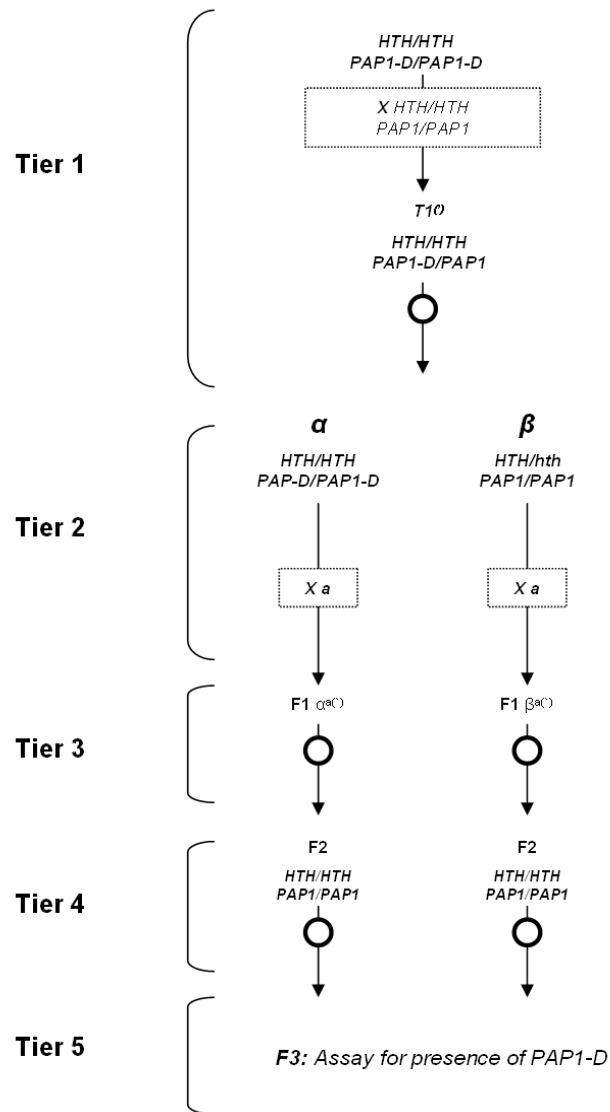 Tier 1
HTH/HTH
PAP1-D/PAP1-D
X HTH/HTH
PAP1/PAP1
T1(')
HTH/HTH
PAP1-D/PAP1
Tier 2
α β
HTH/HTH HTH/hth
PAP-D/PAP1-D PAP1/PAP1
X a X a
Tier 3
F1 αa(`) F1 βa(`)
Tier 4
F2 F2
HTH/HTH HTH/HTH
PAP1/PAP1 PAP1/PAP1
Tier 5
F3: Assay for presence of PAP1-D